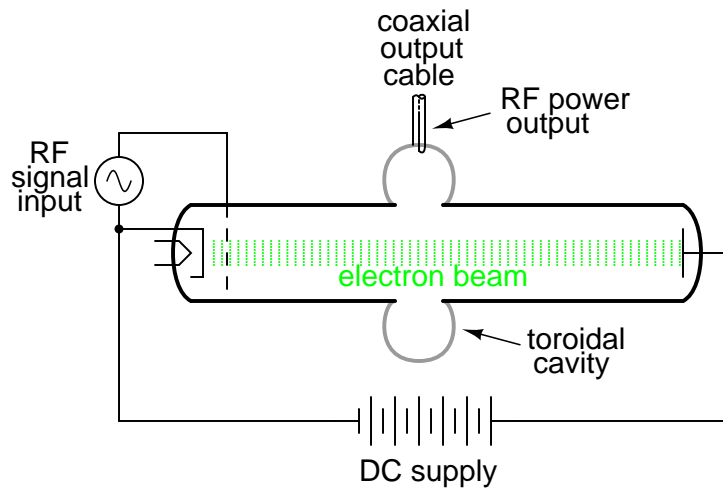 coaxial
output
cable
RF power
output
RF
signal
input
electron beam
toroidal
cavity
DC supply